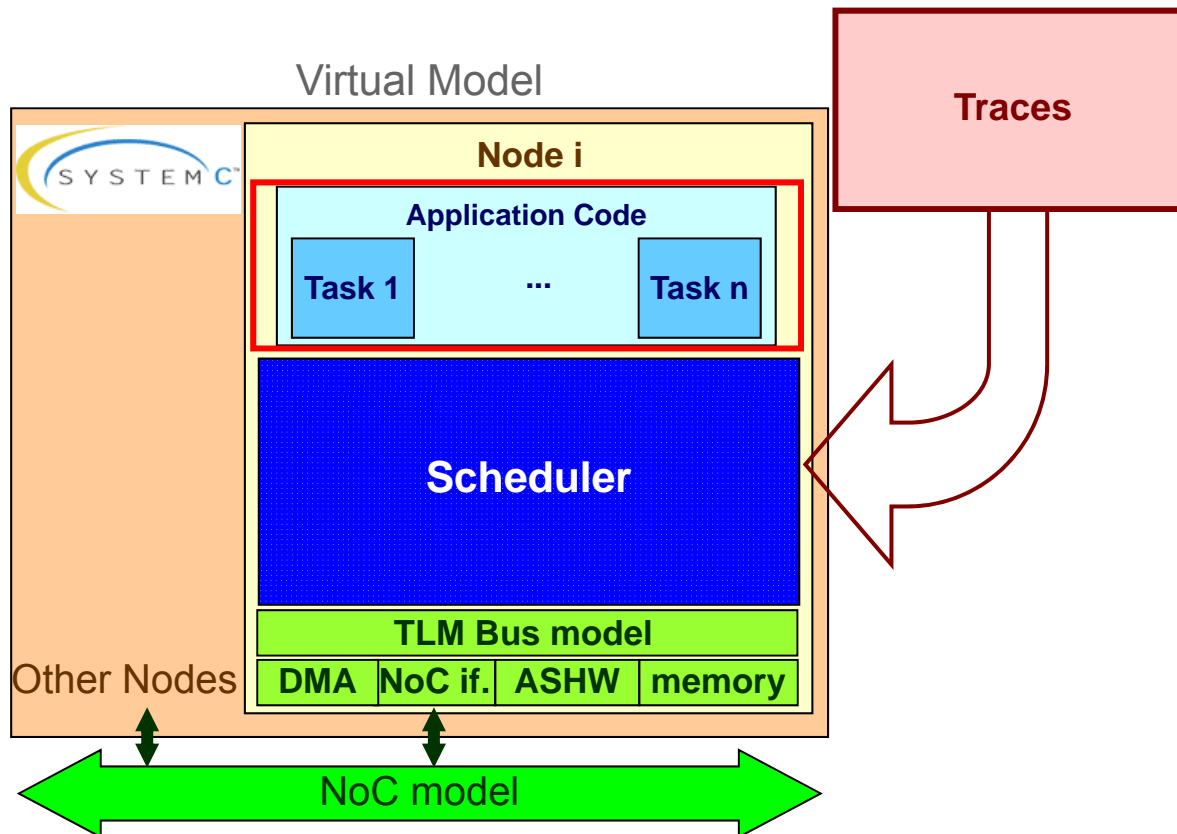 Virtual Model
Traces
SYSTEMC™
Node i
Application Code
Task 1
...
Task n
Scheduler
TLM Bus model
Other Nodes
DMA
NoC if.
ASHW
memory
NoC model